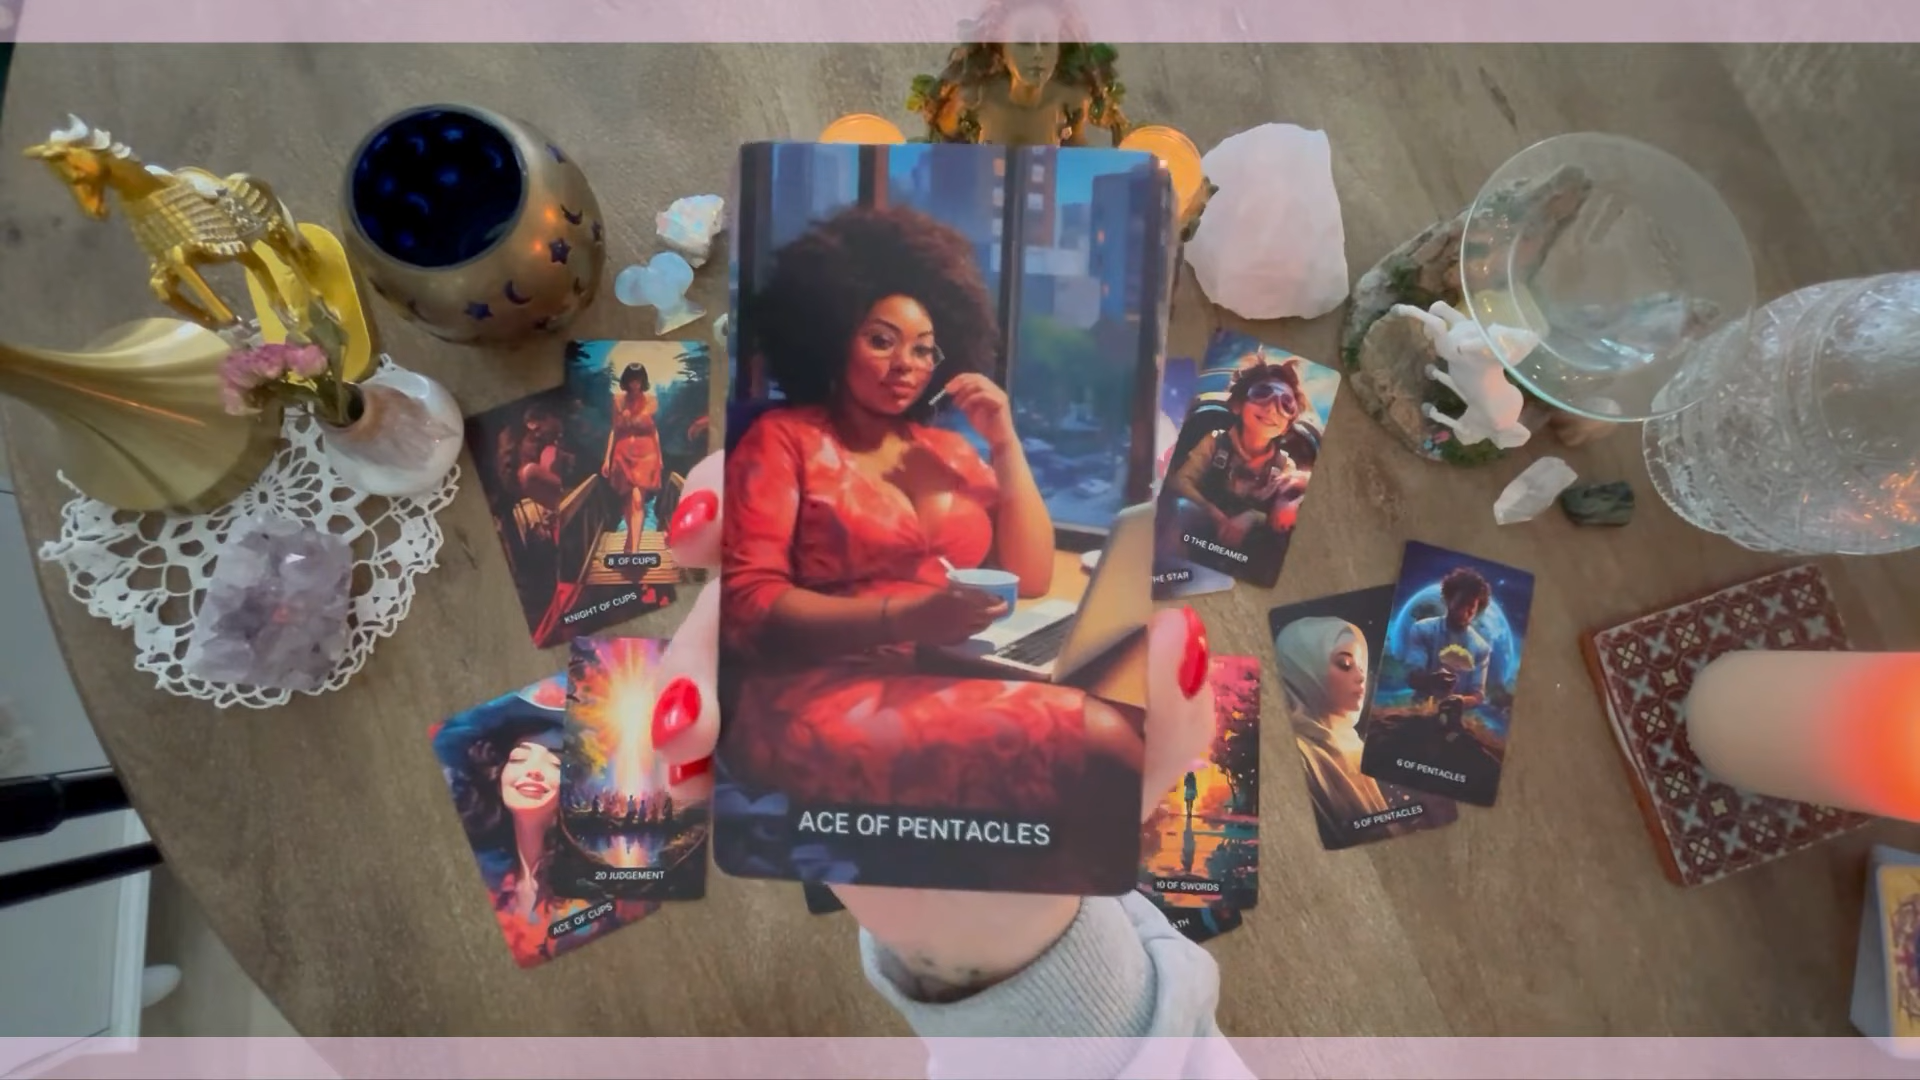 ACE OF PENTACLES
8 OF CUPS
KNIGHT OF CUPS
0 THE DREAMER
THE STAR
6 OF PENTACLES
5 OF PENTACLES
20 JUDGEMENT
ACE OF CUPS
10 OF SWORDS
ATH